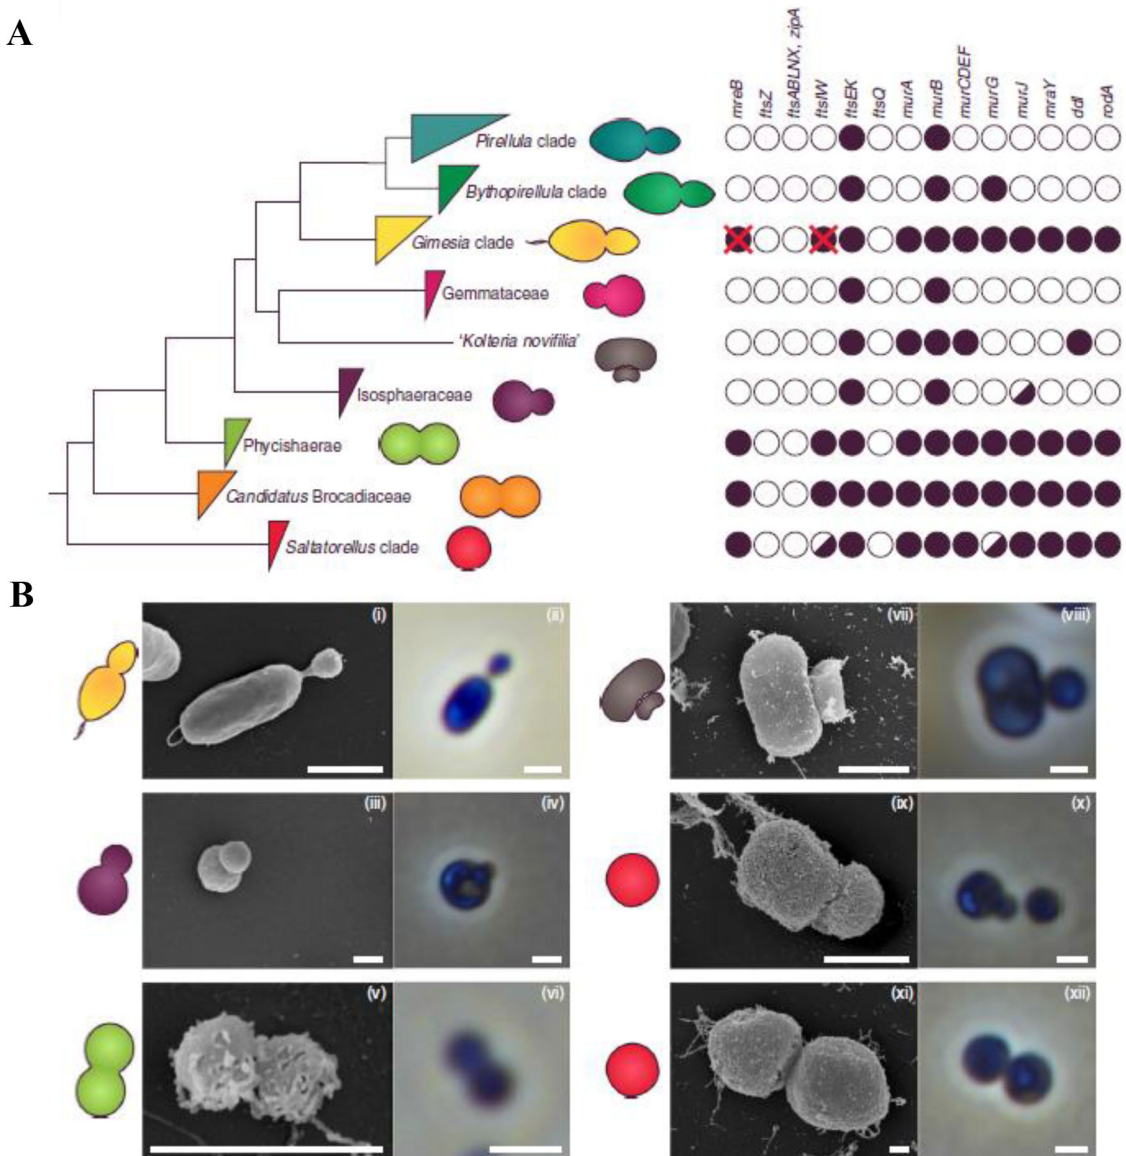 A
mreB
ftsZ
ftsABLNX, zipA
ftsIW
ftsEK
ftsQ
murA
murB
murCDEF
murG
murJ
mraY
ddl
rodA
Pirellula clade
Bythopirellula clade
Gimesia clade
Gemmataceae
'Kolteria novifilia'
Isosphaeraceae
Phycishaerae
Candidatus Brocadiaceae
Saltatorellus clade
B
(i)
(ii)
(vii)
(viii)
(iii)
(iv)
(ix)
(x)
(v)
(vi)
(xi)
(xii)